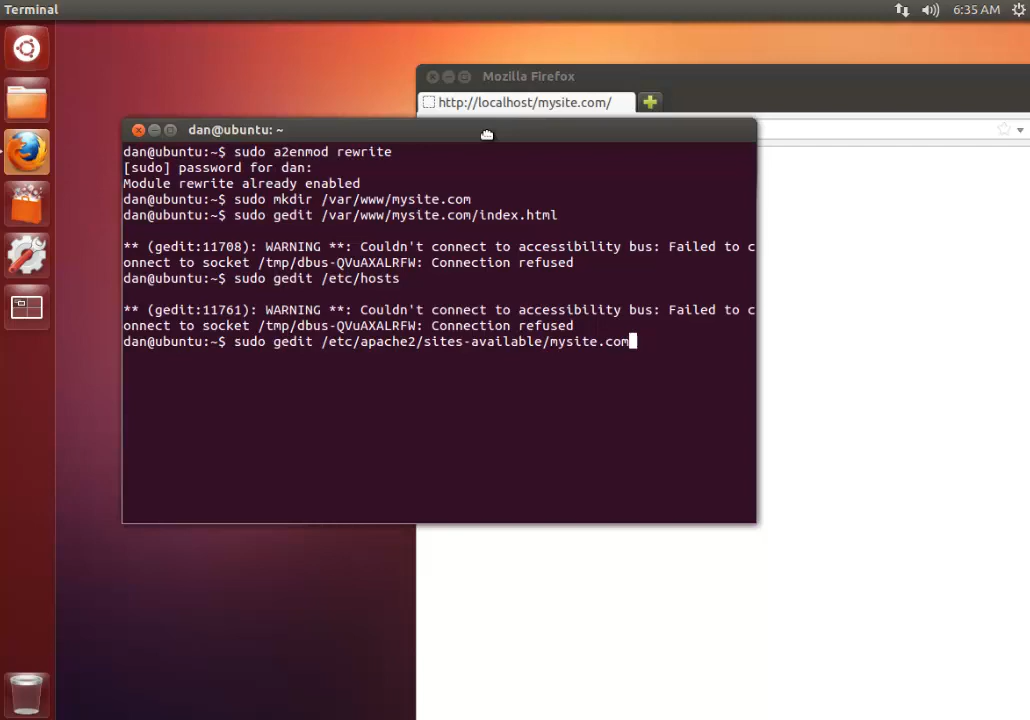 Terminal
6:35 AM
Mozilla Firefox
http://localhost/mysite.com/
dan@ubuntu: ~
dan@ubuntu:~$ sudo a2enmod rewrite
[sudo] password for dan:
Module rewrite already enabled
dan@ubuntu:~$ sudo mkdir /var/www/mysite.com
dan@ubuntu:~$ sudo gedit /var/www/mysite.com/index.html
** (gedit:11708): WARNING **: Couldn't connect to accessibility bus: Failed to c
onnect to socket /tmp/dbus-QVuAXALRFW: Connection refused
dan@ubuntu:~$ sudo gedit /etc/hosts
** (gedit:11761): WARNING **: Couldn't connect to accessibility bus: Failed to c
onnect to socket /tmp/dbus-QVuAXALRFW: Connection refused
dan@ubuntu:~$ sudo gedit /etc/apache2/sites-available/mysite.com